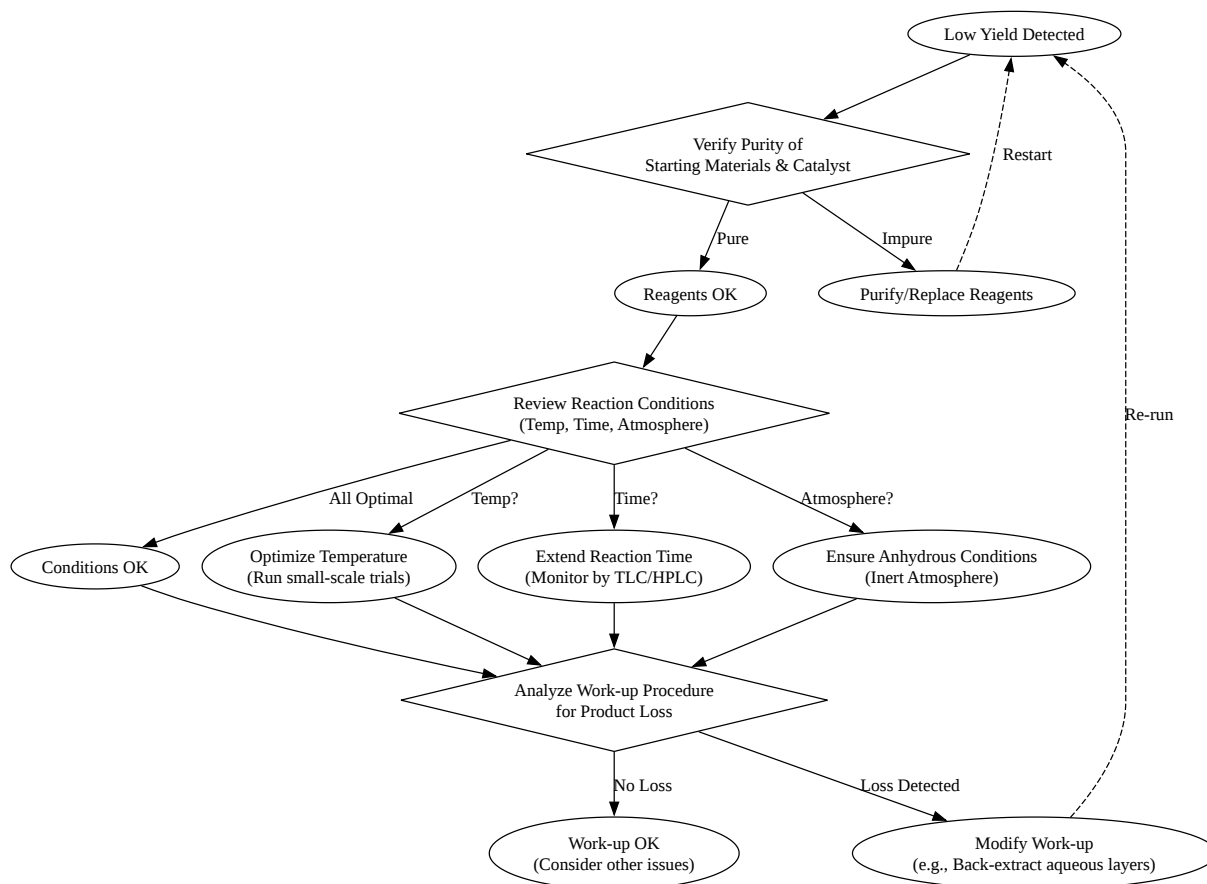 Low Yield Detected
Verify Purity of
Starting Materials & Catalyst
Restart
Pure
Impure
Reagents OK
Purify/Replace Reagents
Review Reaction Conditions
(Temp, Time, Atmosphere)
Re-run
All Optimal
Temp?
Time?
Atmosphere?
Conditions OK
Optimize Temperature
(Run small-scale trials)
Extend Reaction Time
(Monitor by TLC/HPLC)
Ensure Anhydrous Conditions
(Inert Atmosphere)
Analyze Work-up Procedure
for Product Loss
No Loss
Loss Detected
Work-up OK
(Consider other issues)
Modify Work-up
(e.g., Back-extract aqueous layers)